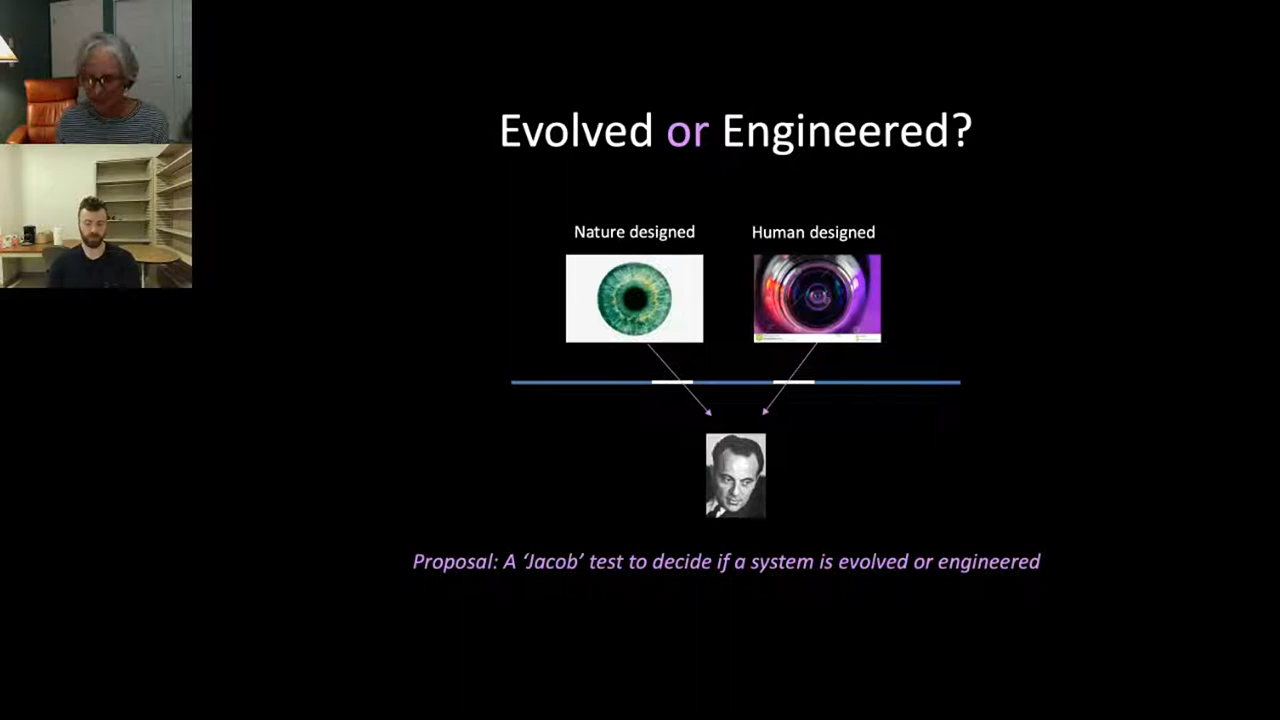 Evolved or Engineered?
Nature designed
Human designed
Proposal: A ‘Jacob’ test to decide if a system is evolved or engineered